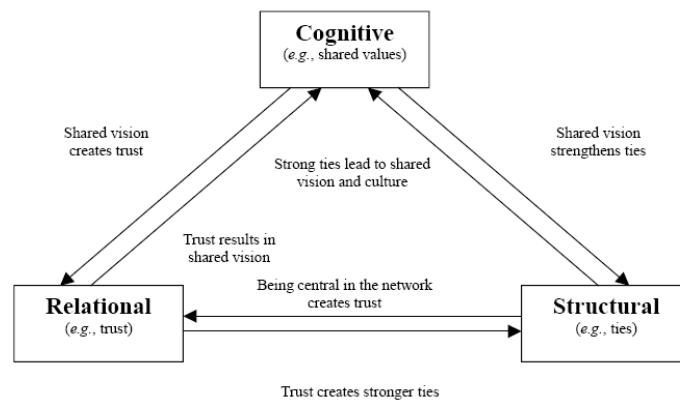 Cognitive
(e.g., shared values)
Shared vision
creates trust
Shared vision
strengthens ties
Strong ties lead to shared
vision and culture
Trust results in
shared vision
Being central in the network
creates trust
Relational
(e.g., trust)
Structural
(e.g., ties)
Trust creates stronger ties